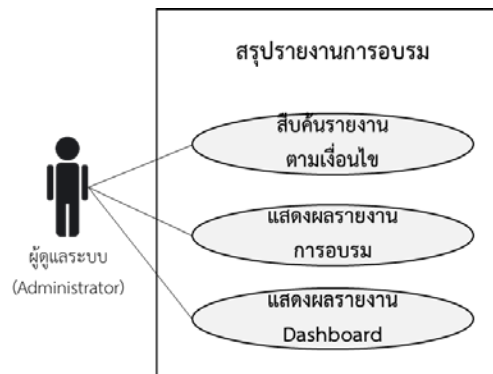 สรุปรายงานการอบรม
สืบค้นรายงาน
ตามเงื่อนไข
แสดงผลรายงาน
การอบรม
แสดงผลรายงาน
Dashboard
ผู้ดูแลระบบ
(Administrator)